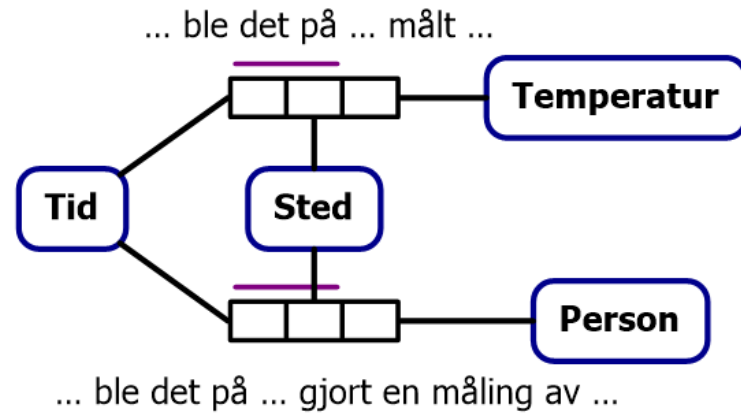 ... ble det på ... målt ...
Temperatur
Tid
Sted
Person
... ble det på ... gjort en måling av ...